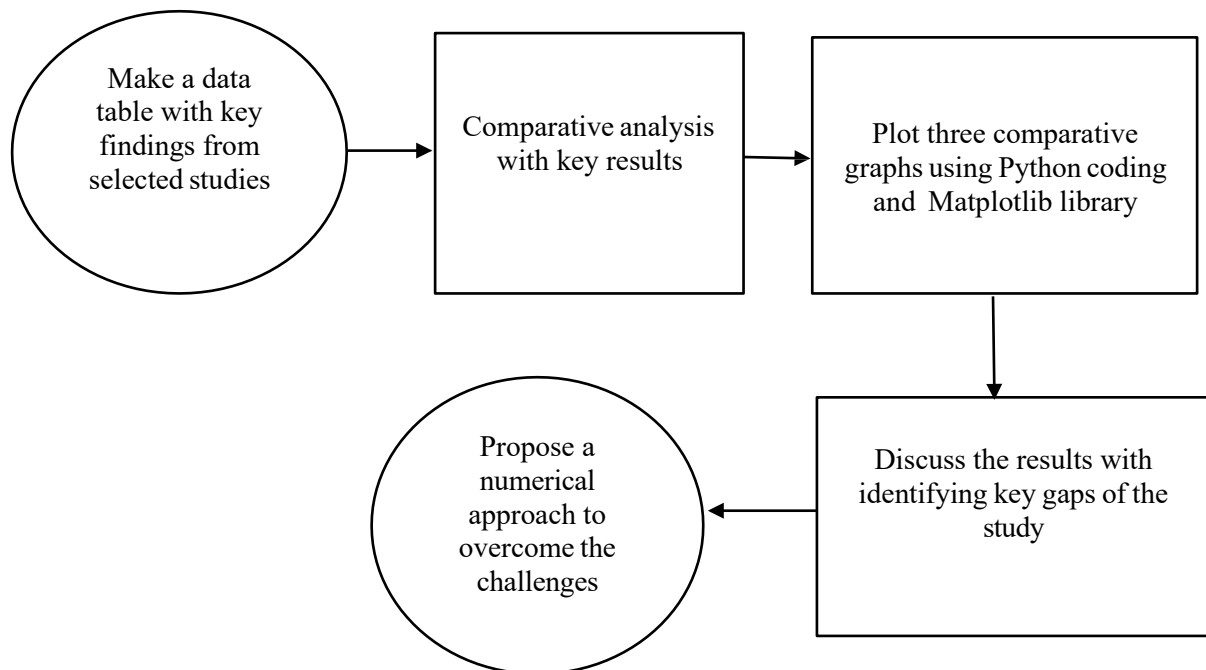 Make a data
table with key
findings from
selected studies
Comparative analysis
with key results
Plot three comparative
graphs using Python coding
and Matplotlib library
Discuss the results with
identifying key gaps of the
study
Propose a
numerical
approach to
overcome the
challenges